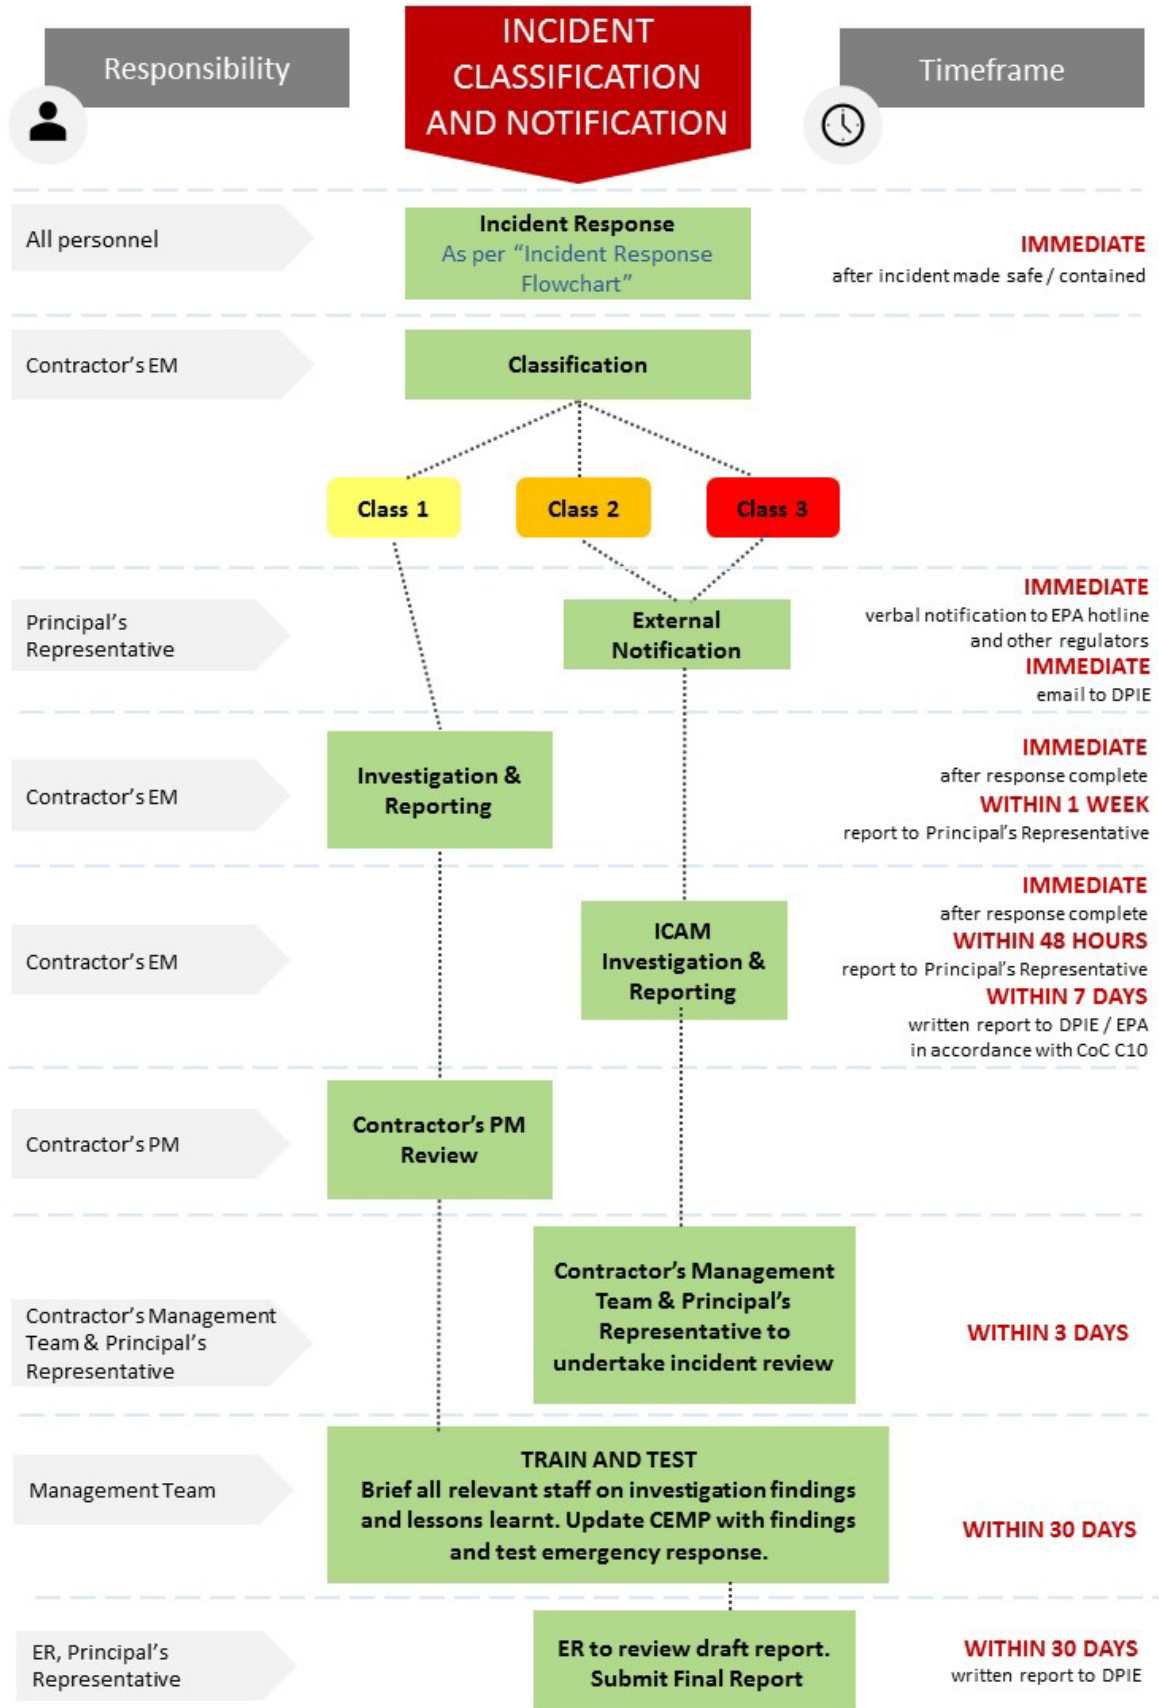 Responsibility
INCIDENT
CLASSIFICATION
AND NOTIFICATION
Timeframe
All personnel
Incident Response
As per “Incident Response
Flowchart”
IMMEDIATE
after incident made safe / contained
Contractor’s EM
Classification
Class 1
Class 2
Class 3
Principal’s
Representative
External
Notification
IMMEDIATE
verbal notification to EPA hotline
and other regulators
IMMEDIATE
email to DPIE
Contractor’s EM
Investigation &
Reporting
IMMEDIATE
after response complete
WITHIN 1 WEEK
report to Principal’s Representative
Contractor’s EM
ICAM
Investigation &
Reporting
IMMEDIATE
after response complete
WITHIN 48 HOURS
report to Principal’s Representative
WITHIN 7 DAYS
written report to DPIE / EPA
in accordance with CoC C10
Contractor’s PM
Contractor’s PM
Review
Contractor’s Management
Team & Principal’s
Representative
Contractor’s Management
Team & Principal’s
Representative to
undertake incident review
WITHIN 3 DAYS
Management Team
TRAIN AND TEST
Brief all relevant staff on investigation findings
and lessons learnt. Update CEMP with findings
and test emergency response.
WITHIN 30 DAYS
ER, Principal’s
Representative
ER to review draft report.
Submit Final Report
WITHIN 30 DAYS
written report to DPIE